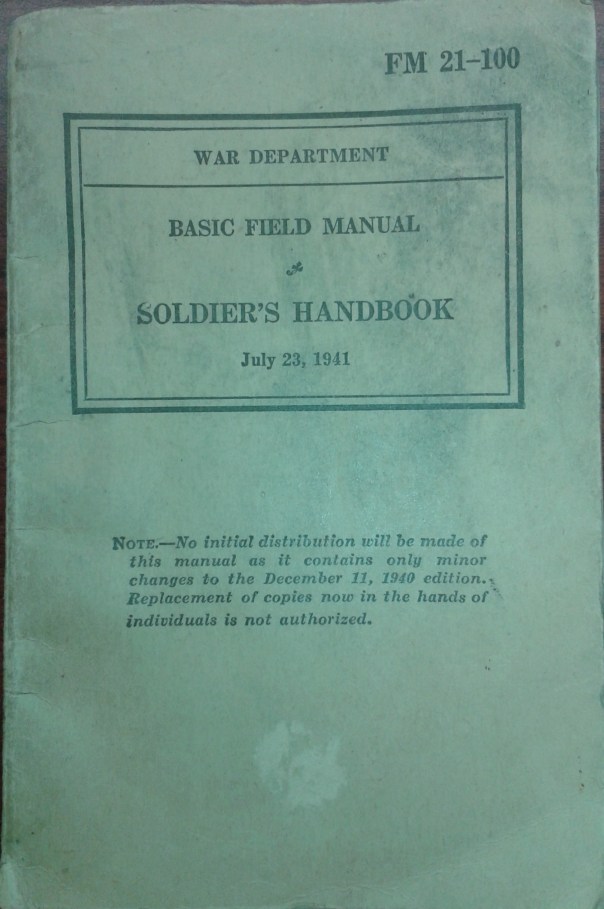 FM 21–100
WAR DEPARTMENT
BASIC FIELD MANUAL
SOLDIER'S HANDBOOK
July 23, 1941
NOTE.—No initial distribution will be made of
this manual as it contains only minor
changes to the December 11, 1940 edition.
Replacement of copies now in the hands of
individuals is not authorized.